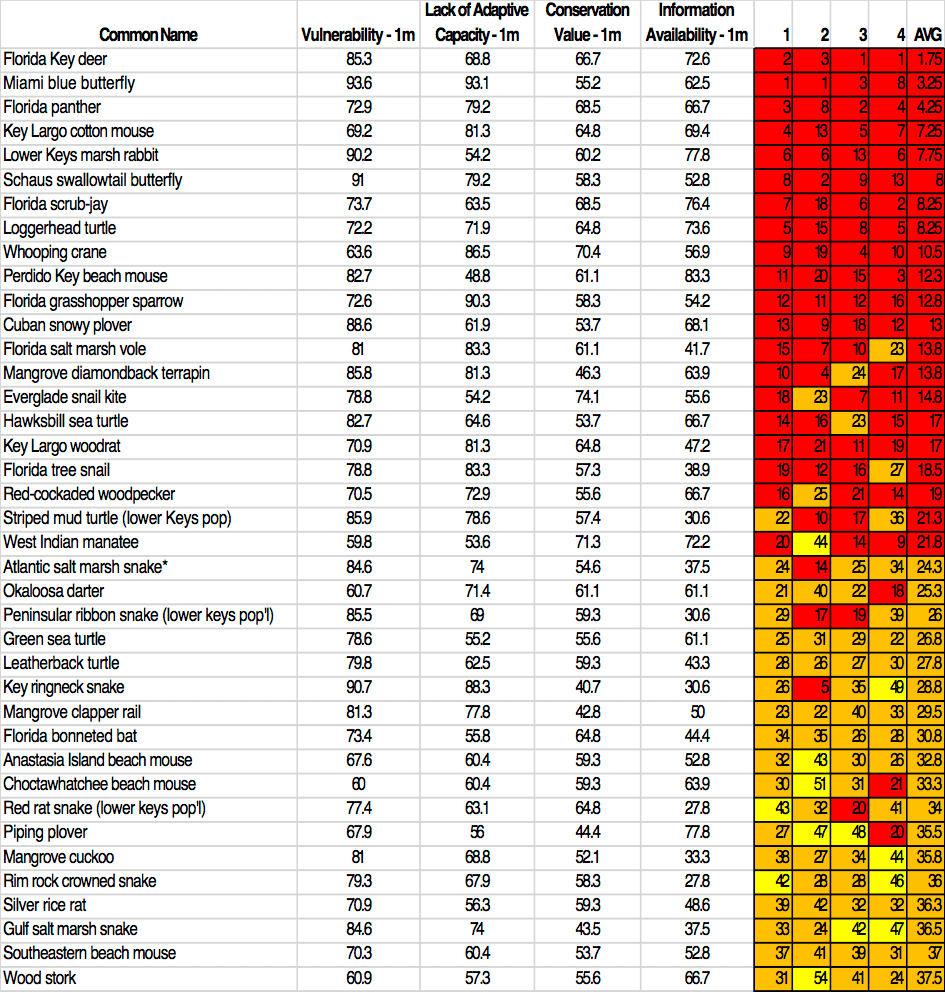 Lack of Adaptive Conservation Information
Common Name Vulnerability - 1m Capacity - 1m Value - 1m Availability - 1m 1 2 3 4 AVG
Florida Key deer 85.3 68.8 66.7 72.6 2 3 1 1 1.75
Miami blue butterfly 93.6 93.1 55.2 62.5 1 1 3 8 3.25
Florida panther 72.9 79.2 68.5 66.7 3 8 2 4 4.25
Key Largo cotton mouse 69.2 81.3 64.8 69.4 4 13 5 7 7.25
Lower Keys marsh rabbit 90.2 54.2 60.2 77.8 6 6 13 6 7.75
Schaus swallowtail butterfly 91 79.2 58.3 52.8 8 2 9 13 8
Florida scrub-jay 73.7 63.5 68.5 76.4 7 18 6 2 8.25
Loggerhead turtle 72.2 71.9 64.8 73.6 5 15 8 5 8.25
Whooping crane 63.6 86.5 70.4 56.9 9 19 4 10 10.5
Perdido Key beach mouse 82.7 48.8 61.1 83.3 11 20 15 3 12.3
Florida grasshopper sparrow 72.6 90.3 58.3 54.2 12 11 12 16 12.8
Cuban snowy plover 88.6 61.9 53.7 68.1 13 9 18 12 13
Florida salt marsh vole 81 83.3 61.1 41.7 15 7 10 23 13.8
Mangrove diamondback terrapin 85.8 81.3 46.3 63.9 10 4 24 17 13.8
Everglade snail kite 78.8 54.2 74.1 55.6 18 23 7 11 14.8
Hawksbill sea turtle 82.7 64.6 53.7 66.7 14 16 23 15 17
Key Largo woodrat 70.9 81.3 64.8 47.2 17 21 11 19 17
Florida tree snail 78.8 83.3 57.3 38.9 19 12 16 27 18.5
Red-cockaded woodpecker 70.5 72.9 55.6 66.7 16 25 21 14 19
Striped mud turtle (lower Keys pop) 85.9 78.6 57.4 30.6 22 10 17 36 21.3
West Indian manatee 59.8 53.6 71.3 72.2 20 44 14 9 21.8
Atlantic salt marsh snake* 84.6 74 54.6 37.5 24 14 25 34 24.3
Okaloosa darter 60.7 71.4 61.1 61.1 21 40 22 18 25.3
Peninsular ribbon snake (lower keys pop'l) 85.5 69 59.3 30.6 29 17 19 39 26
Green sea turtle 78.6 55.2 55.6 61.1 25 31 29 22 26.8
Leatherback turtle 79.8 62.5 59.3 43.3 28 26 27 30 27.8
Key ringneck snake 90.7 88.3 40.7 30.6 26 5 35 49 28.8
Mangrove clapper rail 81.3 77.8 42.8 50 23 22 40 33 29.5
Florida bonneted bat 73.4 55.8 64.8 44.4 34 35 26 28 30.8
Anastasia Island beach mouse 67.6 60.4 59.3 52.8 32 43 30 26 32.8
Choctawhatchee beach mouse 60 60.4 59.3 63.9 30 51 31 21 33.3
Red rat snake (lower keys pop'l) 77.4 63.1 64.8 27.8 43 32 20 41 34
Piping plover 67.9 56 44.4 77.8 27 47 48 20 35.5
Mangrove cuckoo 81 68.8 52.1 33.3 38 27 34 44 35.8
Rim rock crowned snake 79.3 67.9 58.3 27.8 42 28 28 46 36
Silver rice rat 70.9 56.3 59.3 48.6 39 42 32 32 36.3
Gulf salt marsh snake 84.6 74 43.5 37.5 33 24 42 47 36.5
Southeastern beach mouse 70.3 60.4 53.7 52.8 37 41 39 31 37
Wood stork 60.9 57.3 55.6 66.7 31 54 41 24 37.5